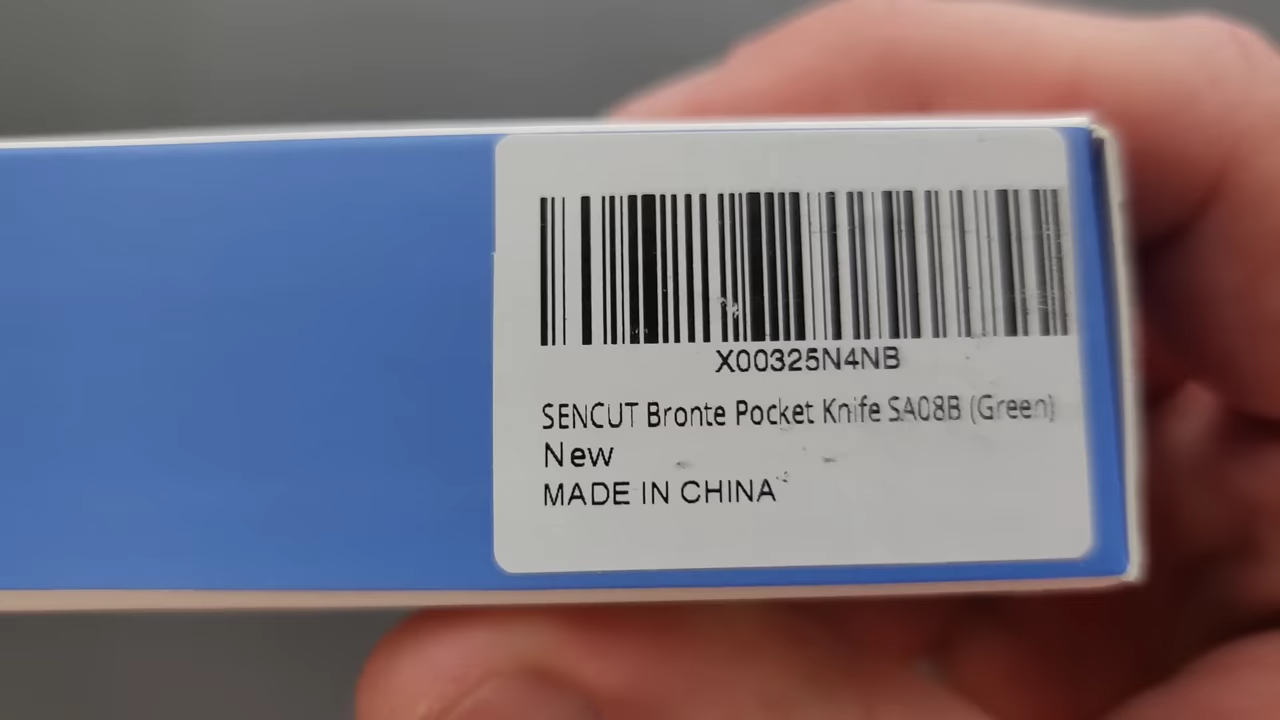 X00325N4NB
SENCUT Bronte Pocket Knife SA08B (Green)
New
MADE IN CHINA